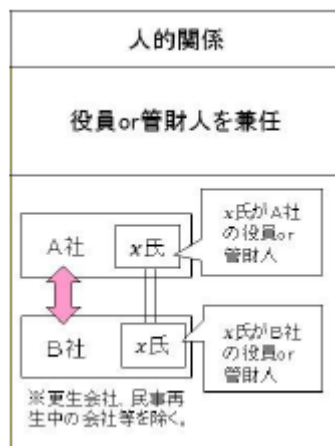 人的関係
役員or管財人を兼任
x氏がA社
の役員or
管財人
A社
x氏
B社
x氏
x氏がB社
の役員or
管財人
※更生会社、民事再
生中の会社等を除く。